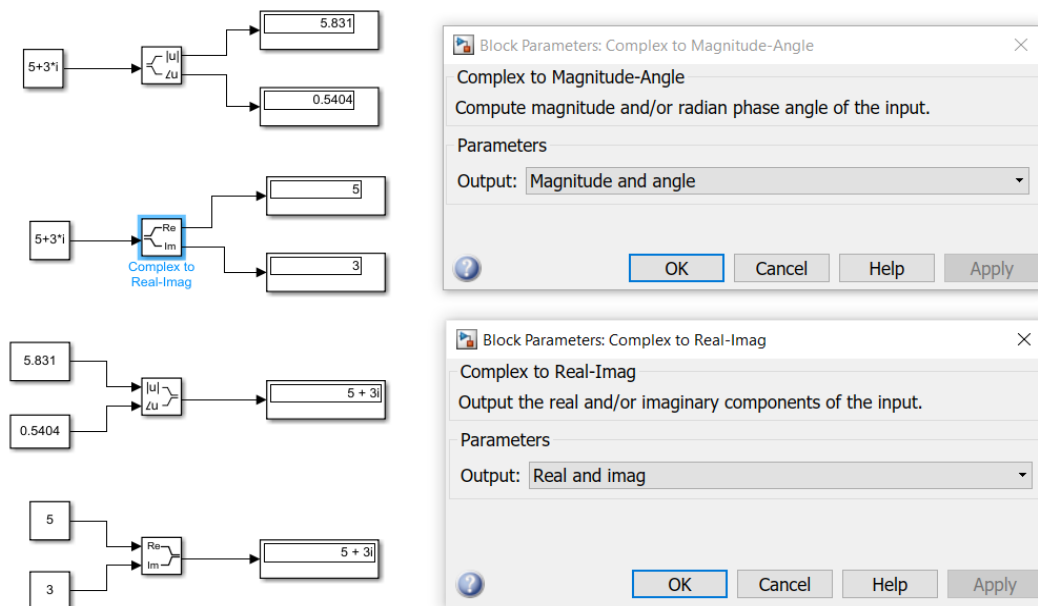 5+3*i
|u|
∠u
5.831
0.5404
5+3*i
Re
Im
Complex to
Real-Imag
5
3
5.831
0.5404
|u|
∠u
5 + 3i
5
3
Re
Im
5 + 3i
Block Parameters: Complex to Magnitude-Angle
Complex to Magnitude-Angle
Compute magnitude and/or radian phase angle of the input.
Parameters
Output: Magnitude and angle
? OK Cancel Help Apply
Block Parameters: Complex to Real-Imag
Complex to Real-Imag
Output the real and/or imaginary components of the input.
Parameters
Output: Real and imag
? OK Cancel Help Apply